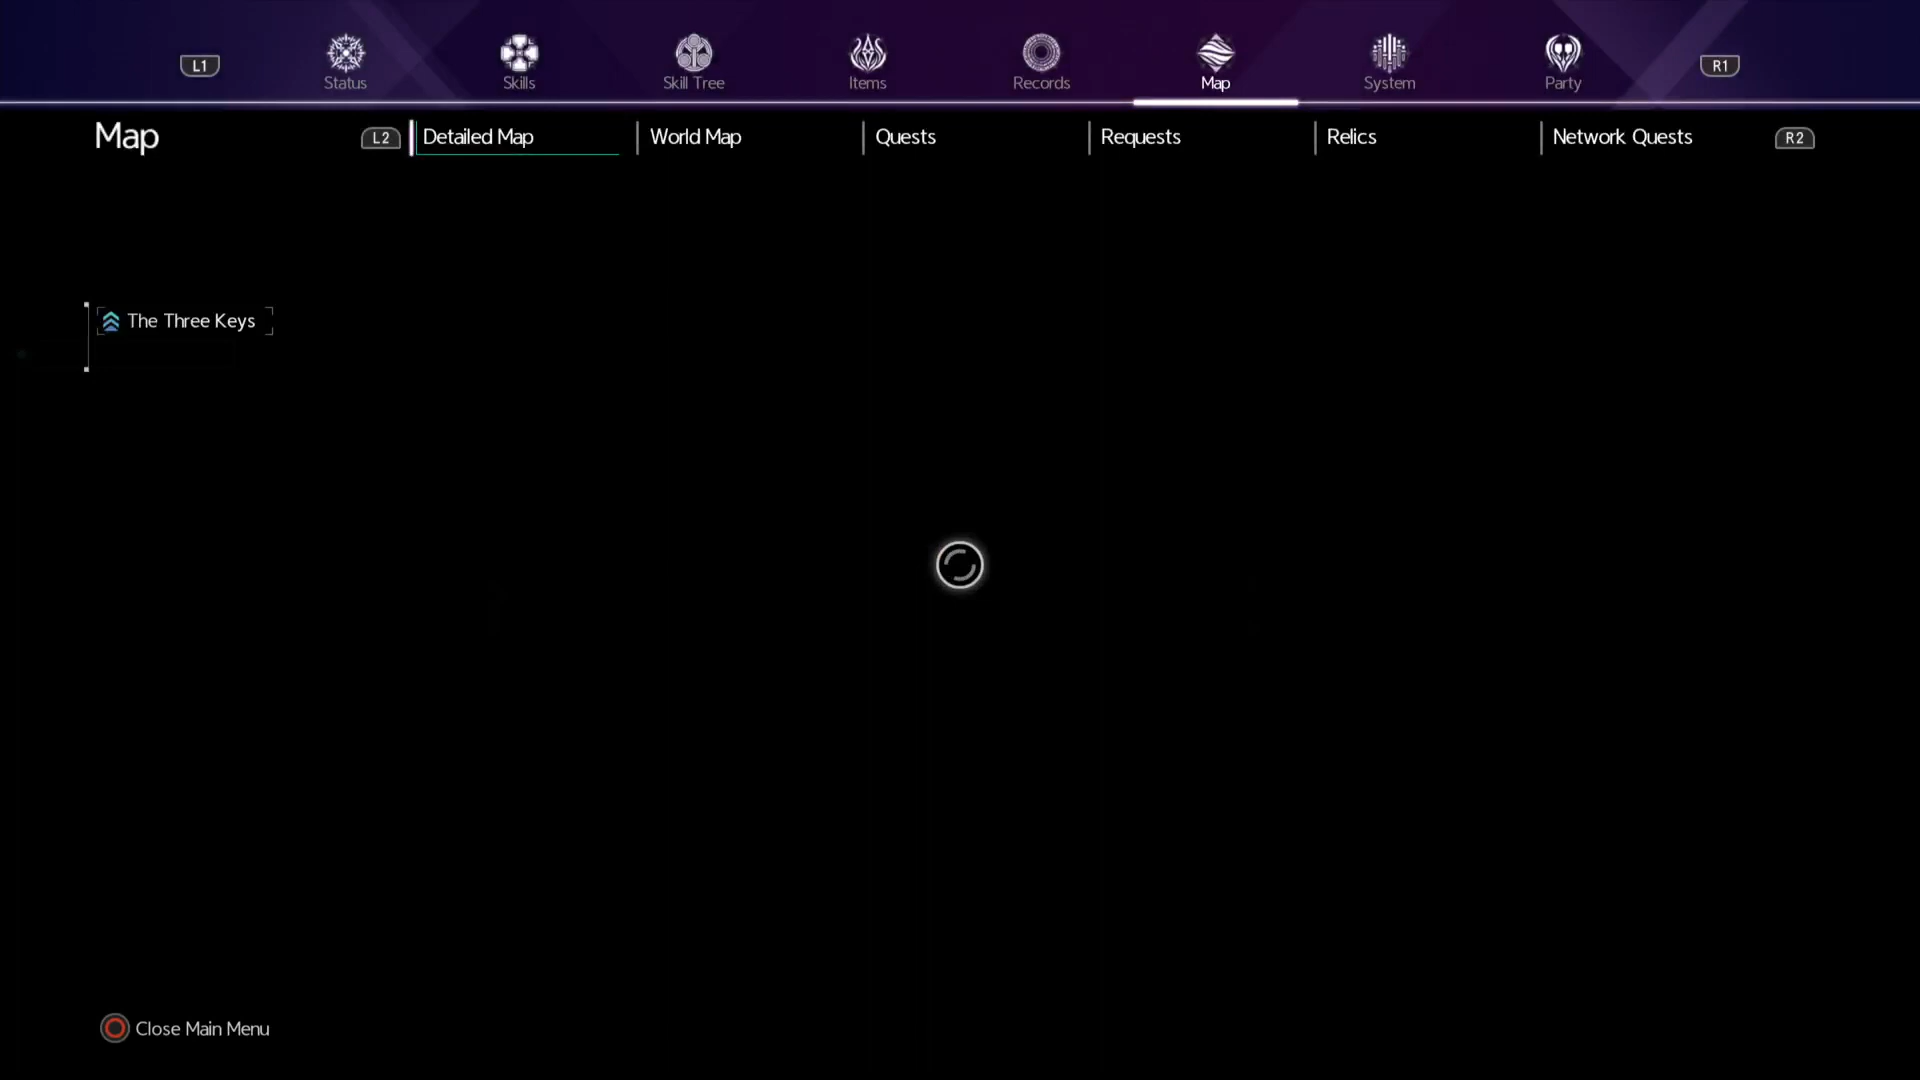 L1 Status Skills Skill Tree Items Records Map System Party R1
Map L2 Detailed Map World Map Quests Requests Relics Network Quests R2
The Three Keys
Close Main Menu